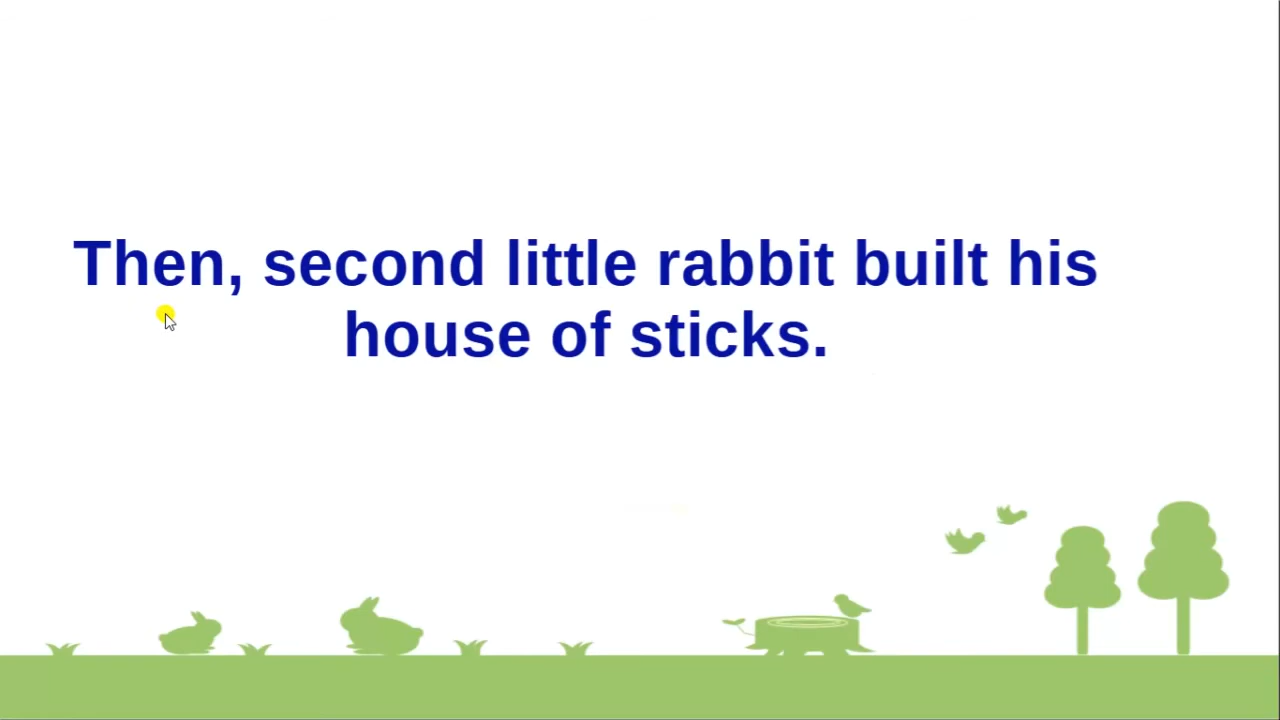 Then, second little rabbit built his
house of sticks.